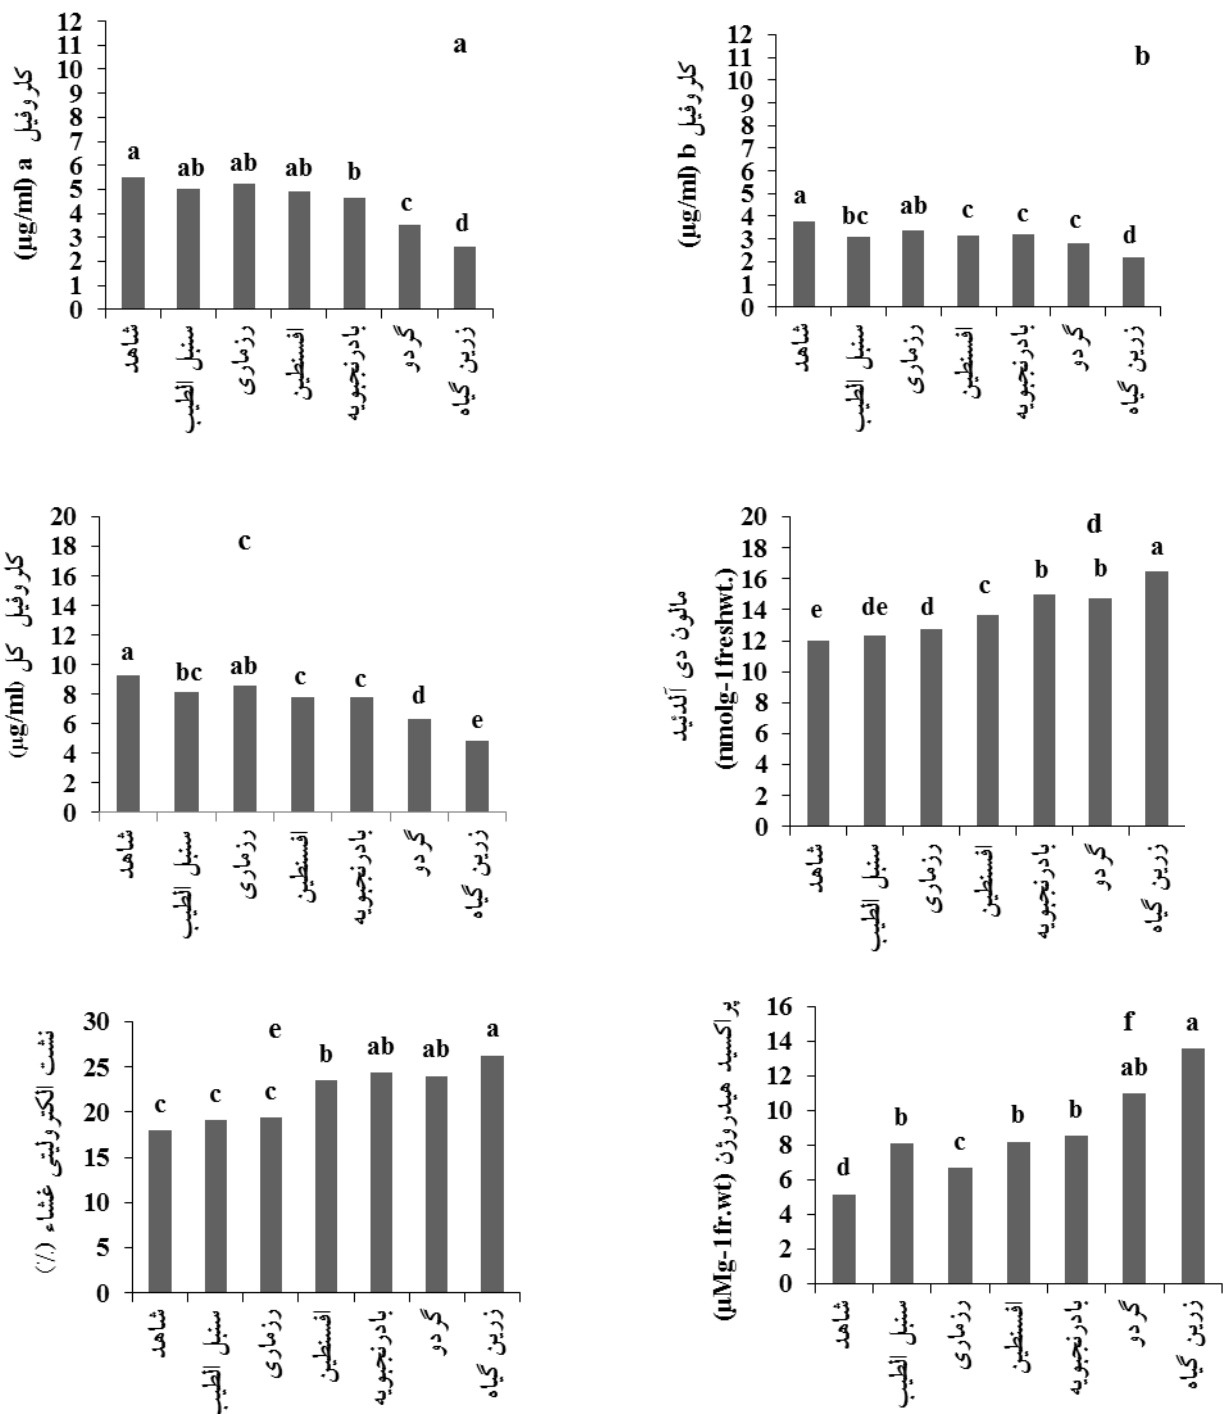 کلروفیل a (µg/ml)
12
11
10
9
8
7
6
5
4
3
2
1
0
a
a
ab
ab
ab
b
c
d
شاهد
سنبل الطیب
رزماری
افسنطین
بادرنجبویه
گردو
زرین گیاه
کلروفیل b (µg/ml)
12
11
10
9
8
7
6
5
4
3
2
1
0
b
a
bc
ab
c
c
c
d
شاهد
سنبل الطیب
رزماری
افسنطین
بادرنجبویه
گردو
زرین گیاه
کلروفیل کل (µg/ml)
20
18
16
14
12
10
8
6
4
2
0
c
a
bc
ab
c
c
d
e
شاهد
سنبل الطیب
رزماری
افسنطین
بادرنجبویه
گردو
زرین گیاه
مالون دی آلدئید
(nmolg-1freshwt.)
20
18
16
14
12
10
8
6
4
2
0
d
e
de
d
c
b
b
a
شاهد
سنبل الطیب
رزماری
افسنطین
بادرنجبویه
گردو
زرین گیاه
نشت الکترولیتی غشاء (٪)
30
25
20
15
10
5
0
e
c
c
c
b
ab
ab
a
شاهد
سنبل الطیب
رزماری
افسنطین
بادرنجبویه
گردو
زرین گیاه
پراکسید هیدروژن (µMg-1fr.wt)
16
14
12
10
8
6
4
2
0
f
d
b
c
b
b
ab
a
شاهد
سنبل الطیب
رزماری
افسنطین
بادرنجبویه
گردو
زرین گیاه